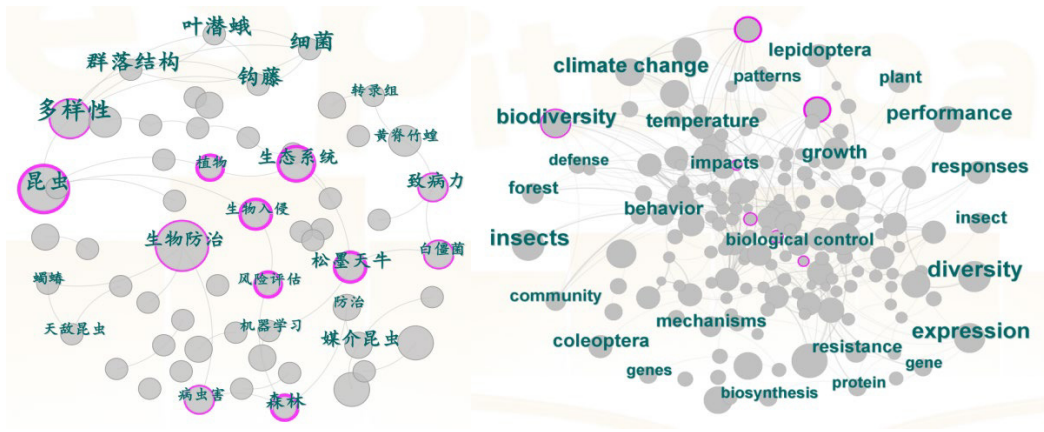 叶潜蛾
细菌
群落结构
钩藤
转录组
多样性
黄脊竹蝗
植物
生态系统
昆虫
致病力
生物入侵
生物防治
白僵菌
松墨天牛
蝎蝽
风险评估
防治
天敌昆虫
机器学习
媒介昆虫
病虫害
森林
lepidoptera
climate change
patterns
plant
biodiversity
temperature
performance
defense
impacts
growth
responses
forest
behavior
insect
insects
biological control
diversity
community
mechanisms
expression
coleoptera
resistance
gene
genes
protein
biosynthesis